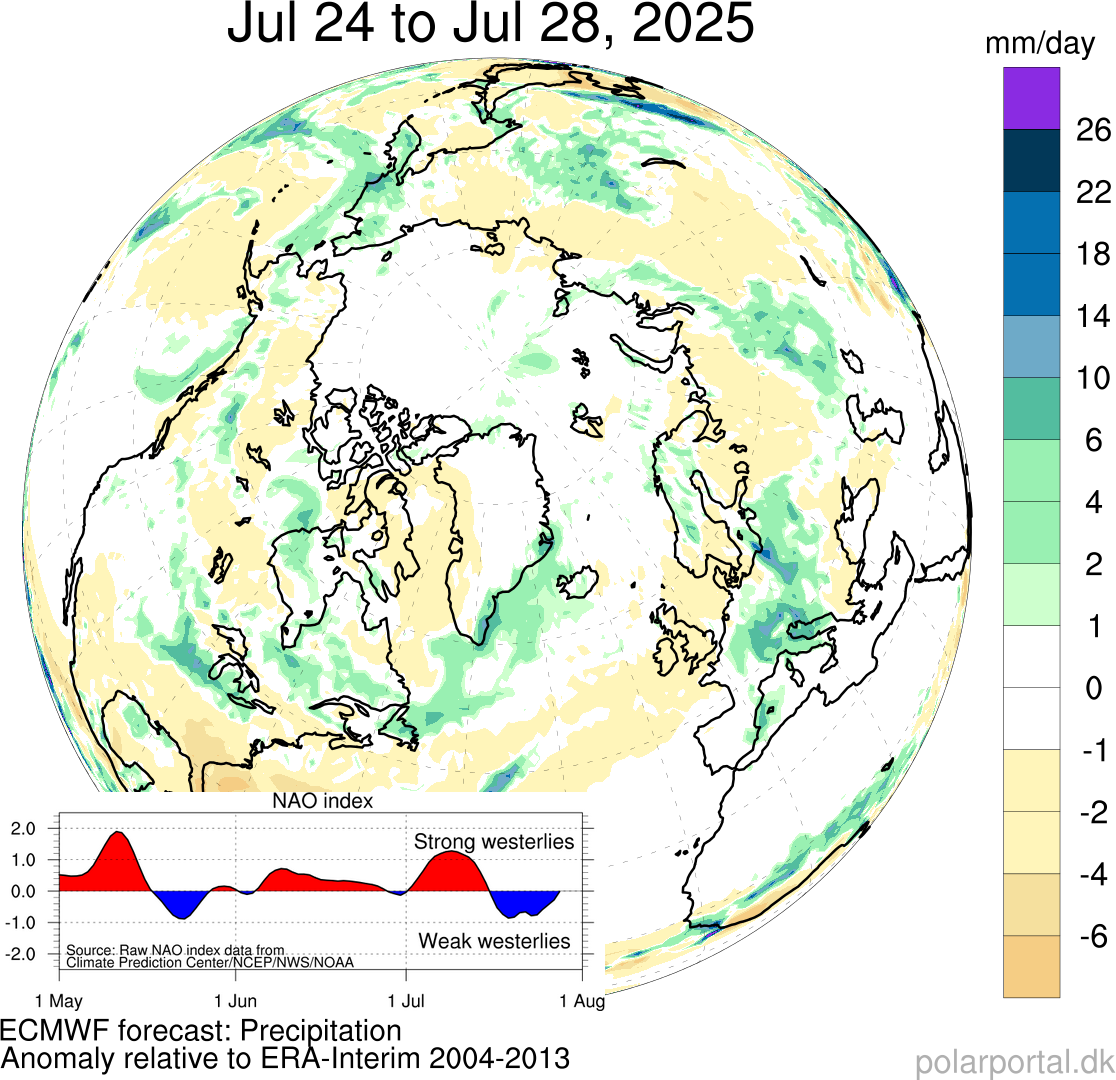 Jul 24 to Jul 28, 2025
mm/day
26
22
18
14
10
6
4
2
1
0
-1
-2
-4
-6
NAO index
2.0
1.0
0.0
-1.0
-2.0
Strong westerlies
Weak westerlies
Source: Raw NAO index data from
Climate Prediction Center/NCEP/NWS/NOAA
1 May
1 Jun
1 Jul
1 Aug
ECMWF forecast: Precipitation
Anomaly relative to ERA-Interim 2004-2013
polarportal.dk